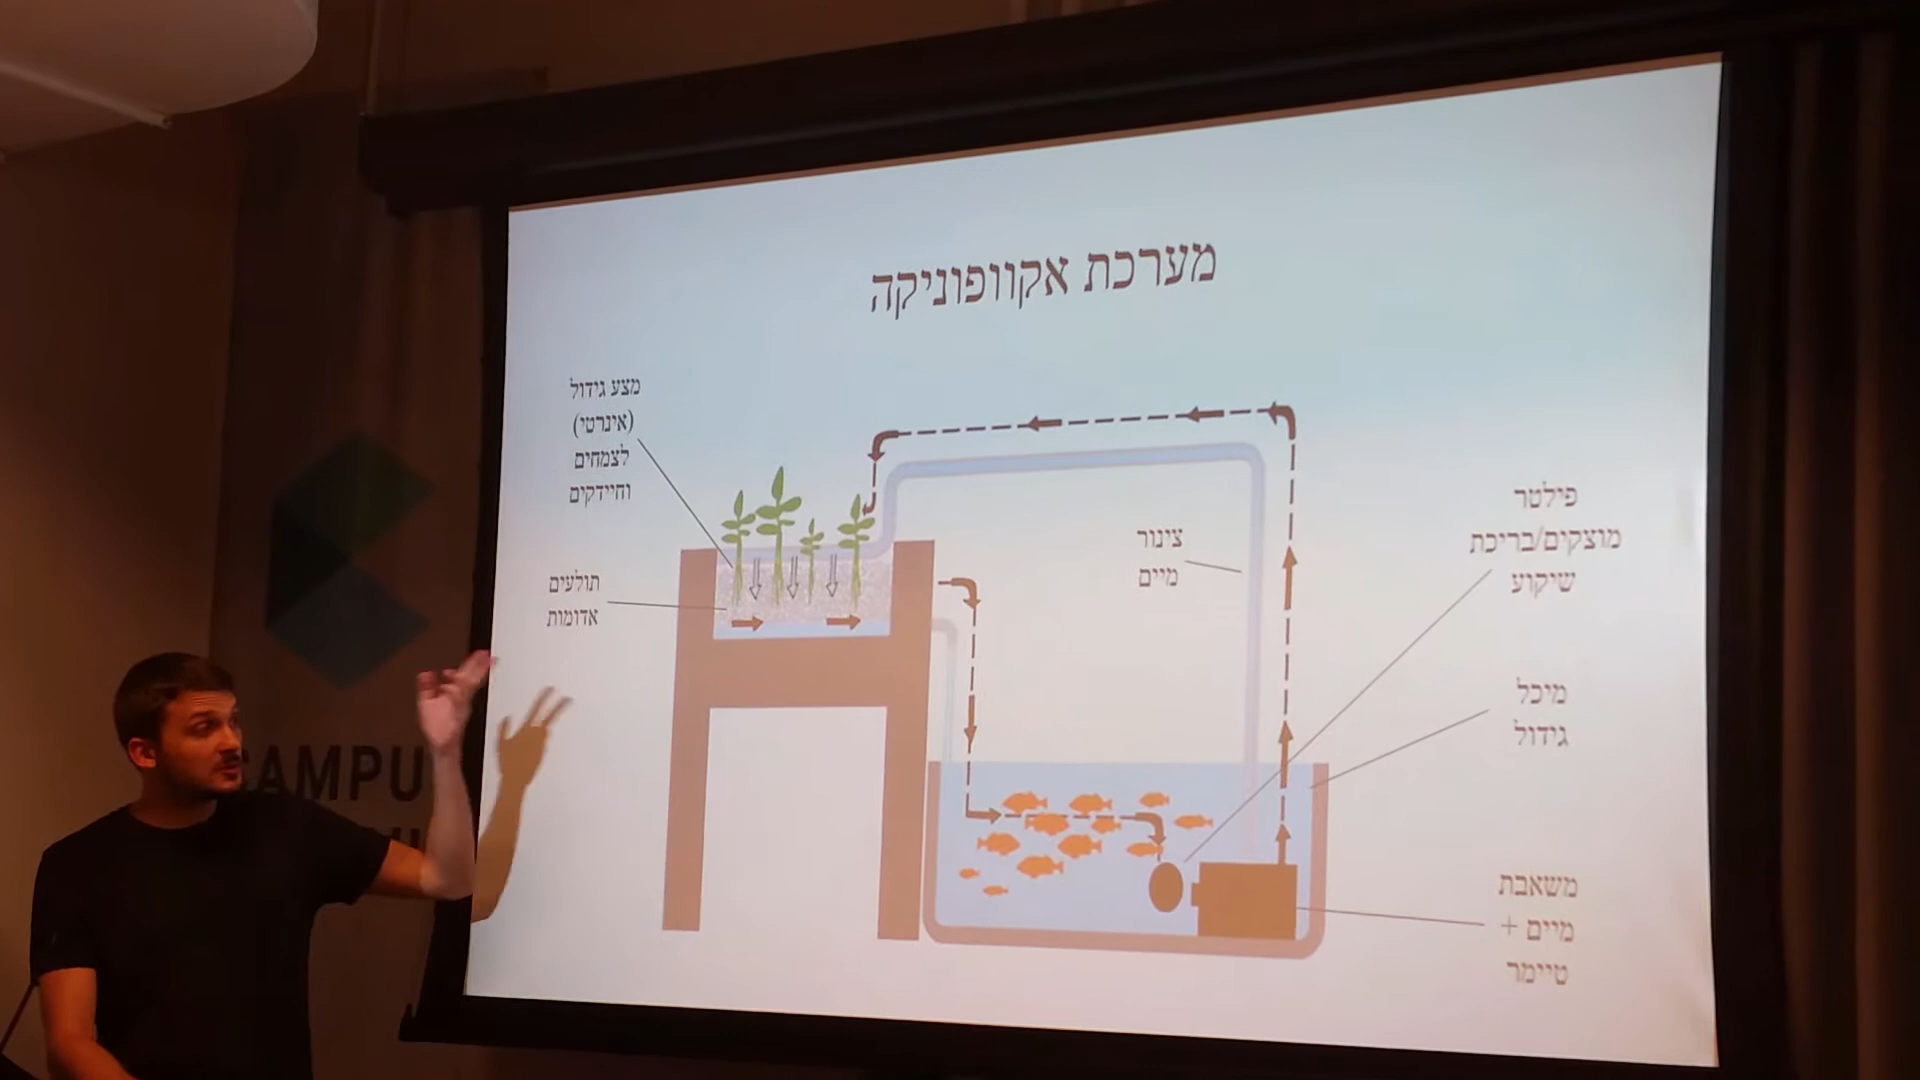 מערכת אקוופוניקה
מצע גידול
(אינרטי)
לצמחים
וחיידקים
תולעים
אדומות
צינור
מיים
פילטר
מוצקים/בריכת
שיקוע
מיכל
גידול
משאבת
מיים +
טיימר